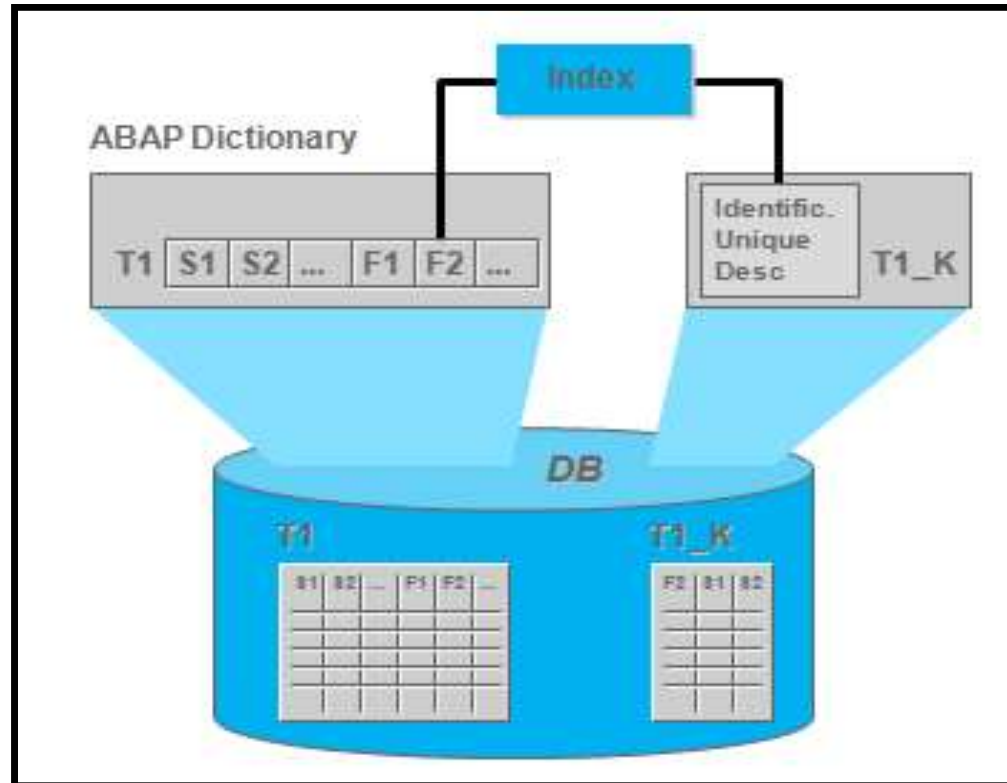 Index
ABAP Dictionary
T1 S1 S2 ... F1 F2 ...
Identific.
Unique
Desc
T1_K
DB
T1
T1_K
S1 S2 ... F1 F2 ...
F2 S1 S2